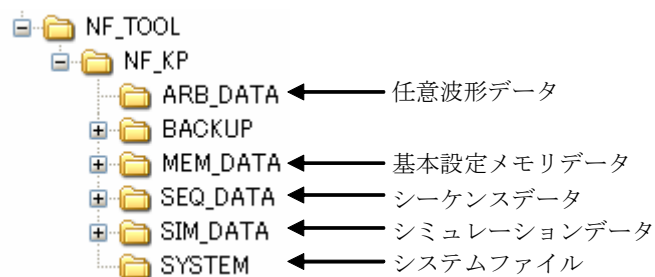 NF_TOOL
NF_KP
ARB_DATA 任意波形データ
BACKUP
MEM_DATA 基本設定メモリデータ
SEQ_DATA シーケンスデータ
SIM_DATA シミュレーションデータ
SYSTEM システムファイル